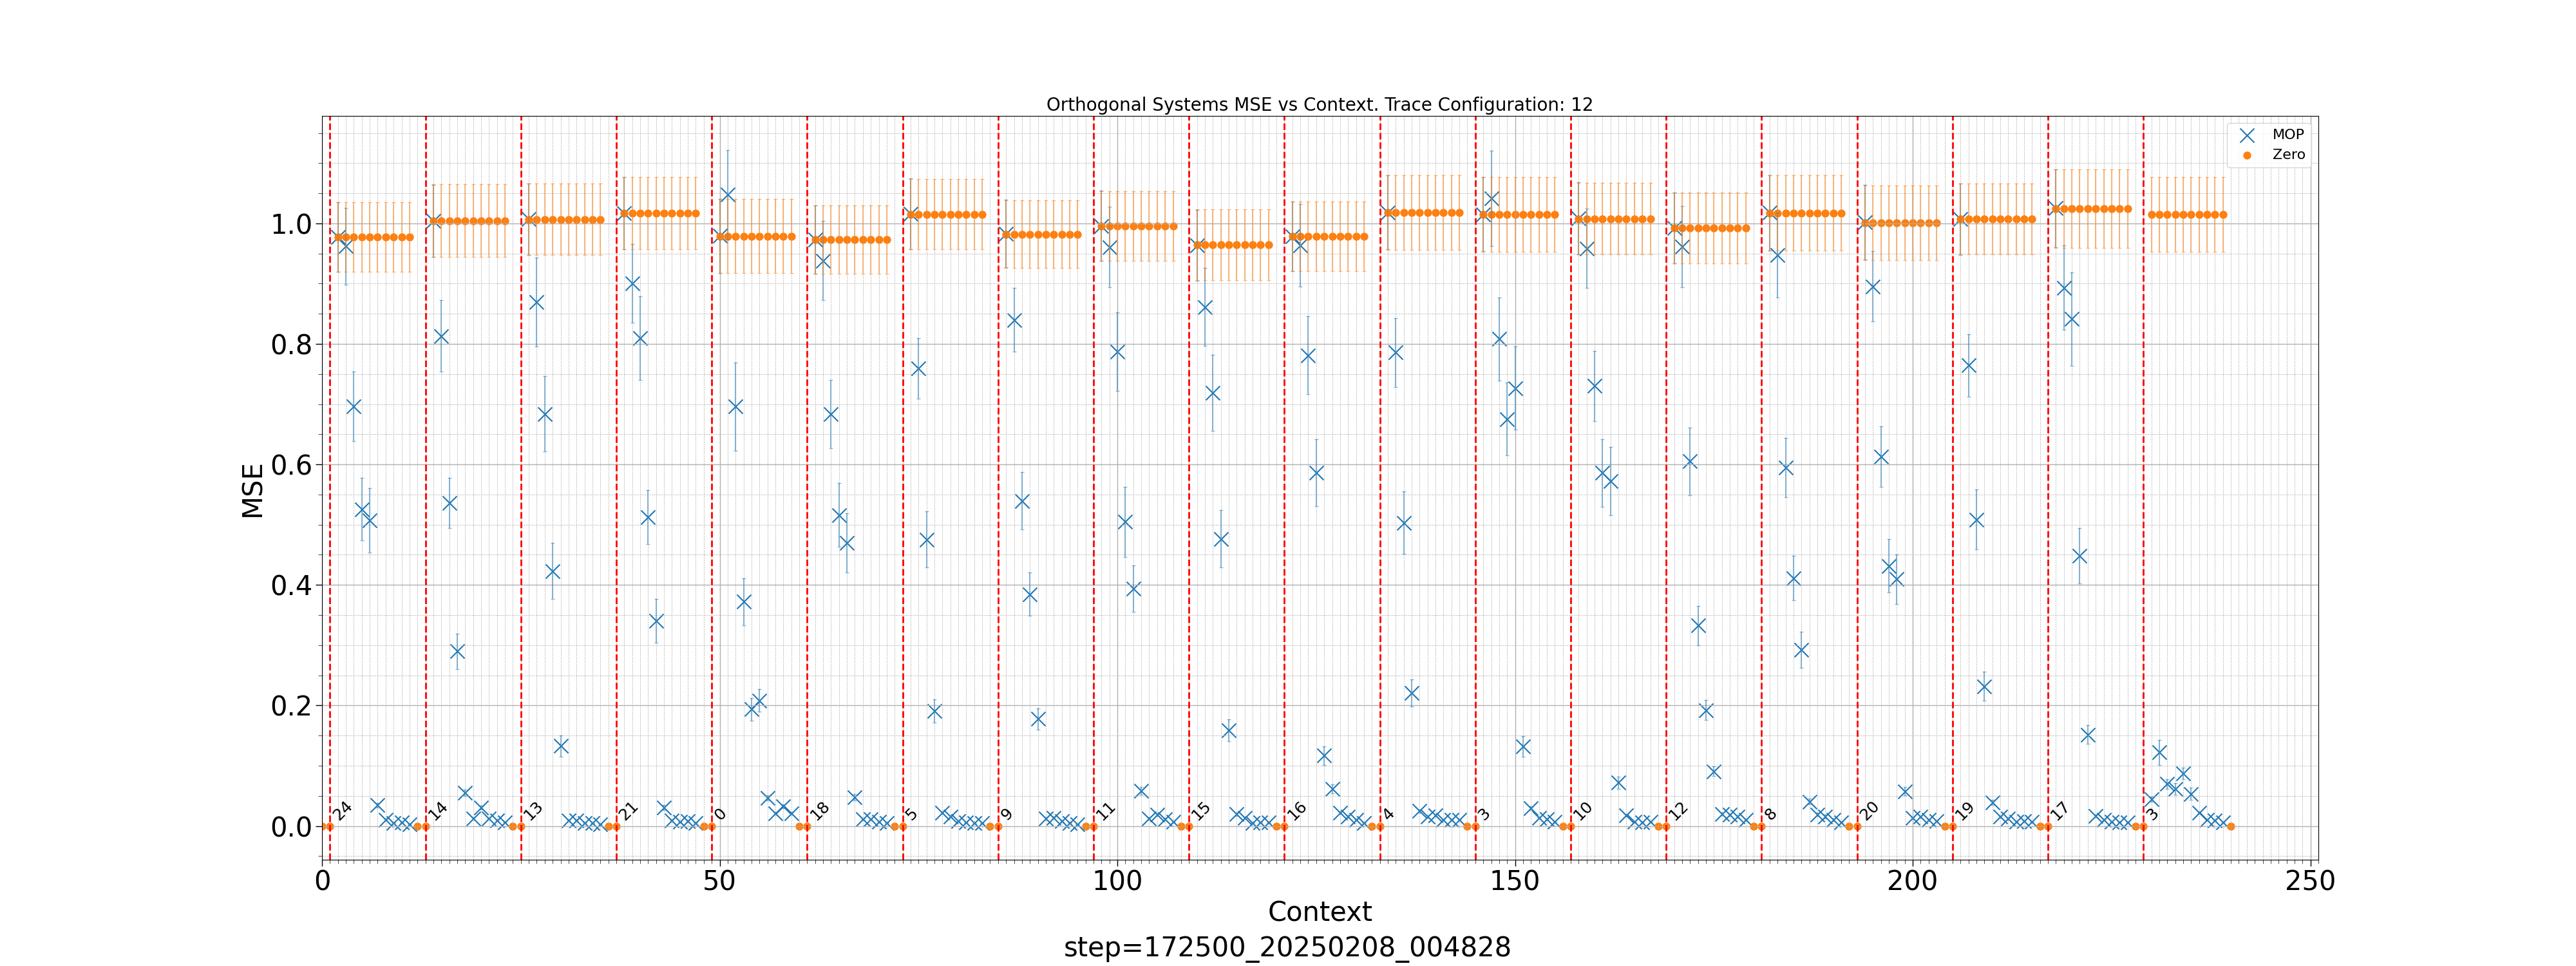 Orthogonal Systems MSE vs Context. Trace Configuration: 12
MOP
Zero
1.0
0.8
0.6
0.4
0.2
0.0
MSE
24 14 13 21 0 18 5 9 11 15 16 4 3 10 12 8 20 19 17 3
0 50 100 150 200 250
Context
step=172500_20250208_004828